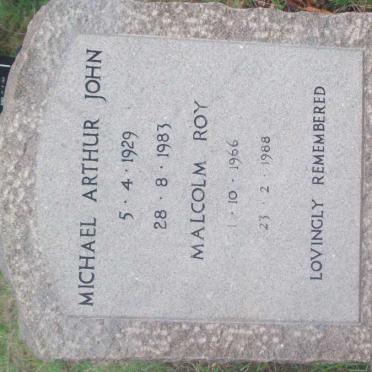 MICHAEL ARTHUR JOHN
5·4·1929
28·8·1983
MALCOLM ROY
1·10·1966
23 2·1988
LOVINGLY REMEMBERED